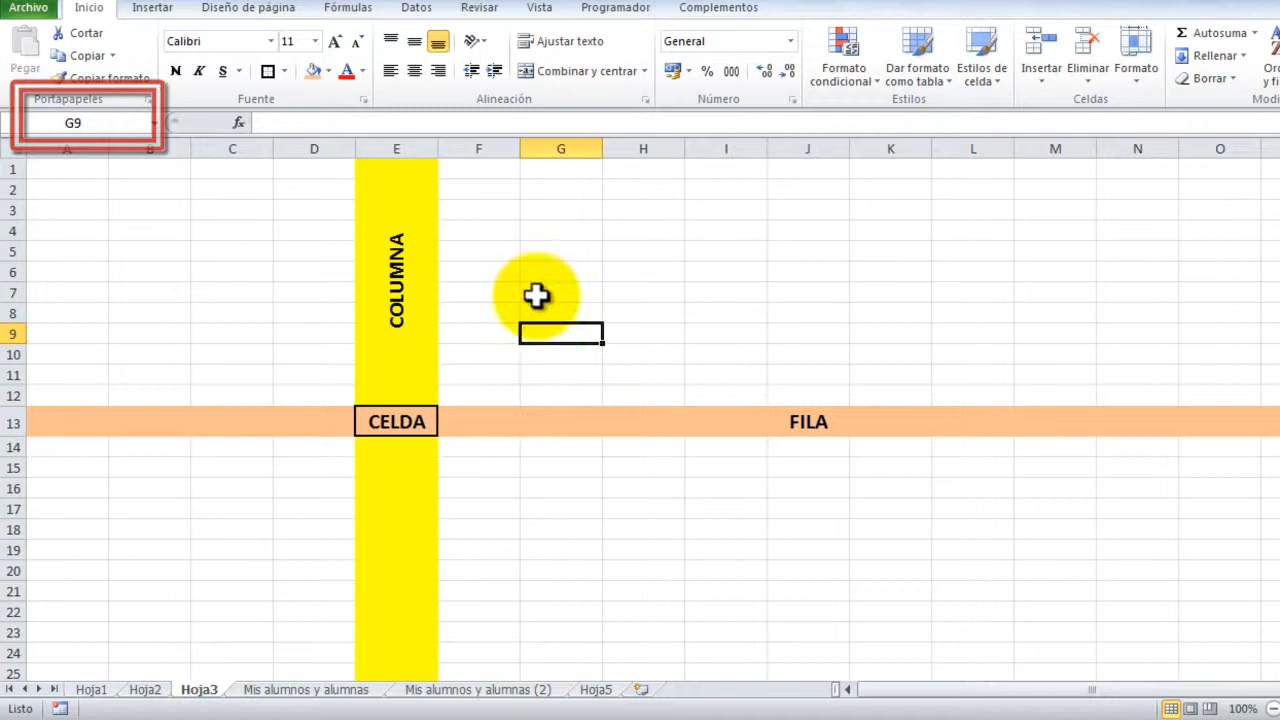 Archivo Inicio Insertar Diseño de página Fórmulas Datos Revisar Vista Programador Complementos
Pegar
Cortar
Copiar
Copiar formato
Portapapeles
Calibri 11
N K S
Fuente
Ajustar texto
Combinar y centrar
Alineación
General
% 000
Número
Formato condicional
Dar formato como tabla
Estilos de celda
Estilos
Insertar Eliminar Formato
Celdas
Σ Autosuma
Rellenar
Borrar
G9 fx
A B C D E F G H I J K L M N O
1
2
3
4
5
6
7
8
9
10
11
12
13
14
15
16
17
18
19
20
21
22
23
24
25
COLUMNA
CELDA FILA
Hoja1 Hoja2 Hoja3 Mis alumnos y alumnas Mis alumnos y alumnas (2) Hoja5
Listo 100%